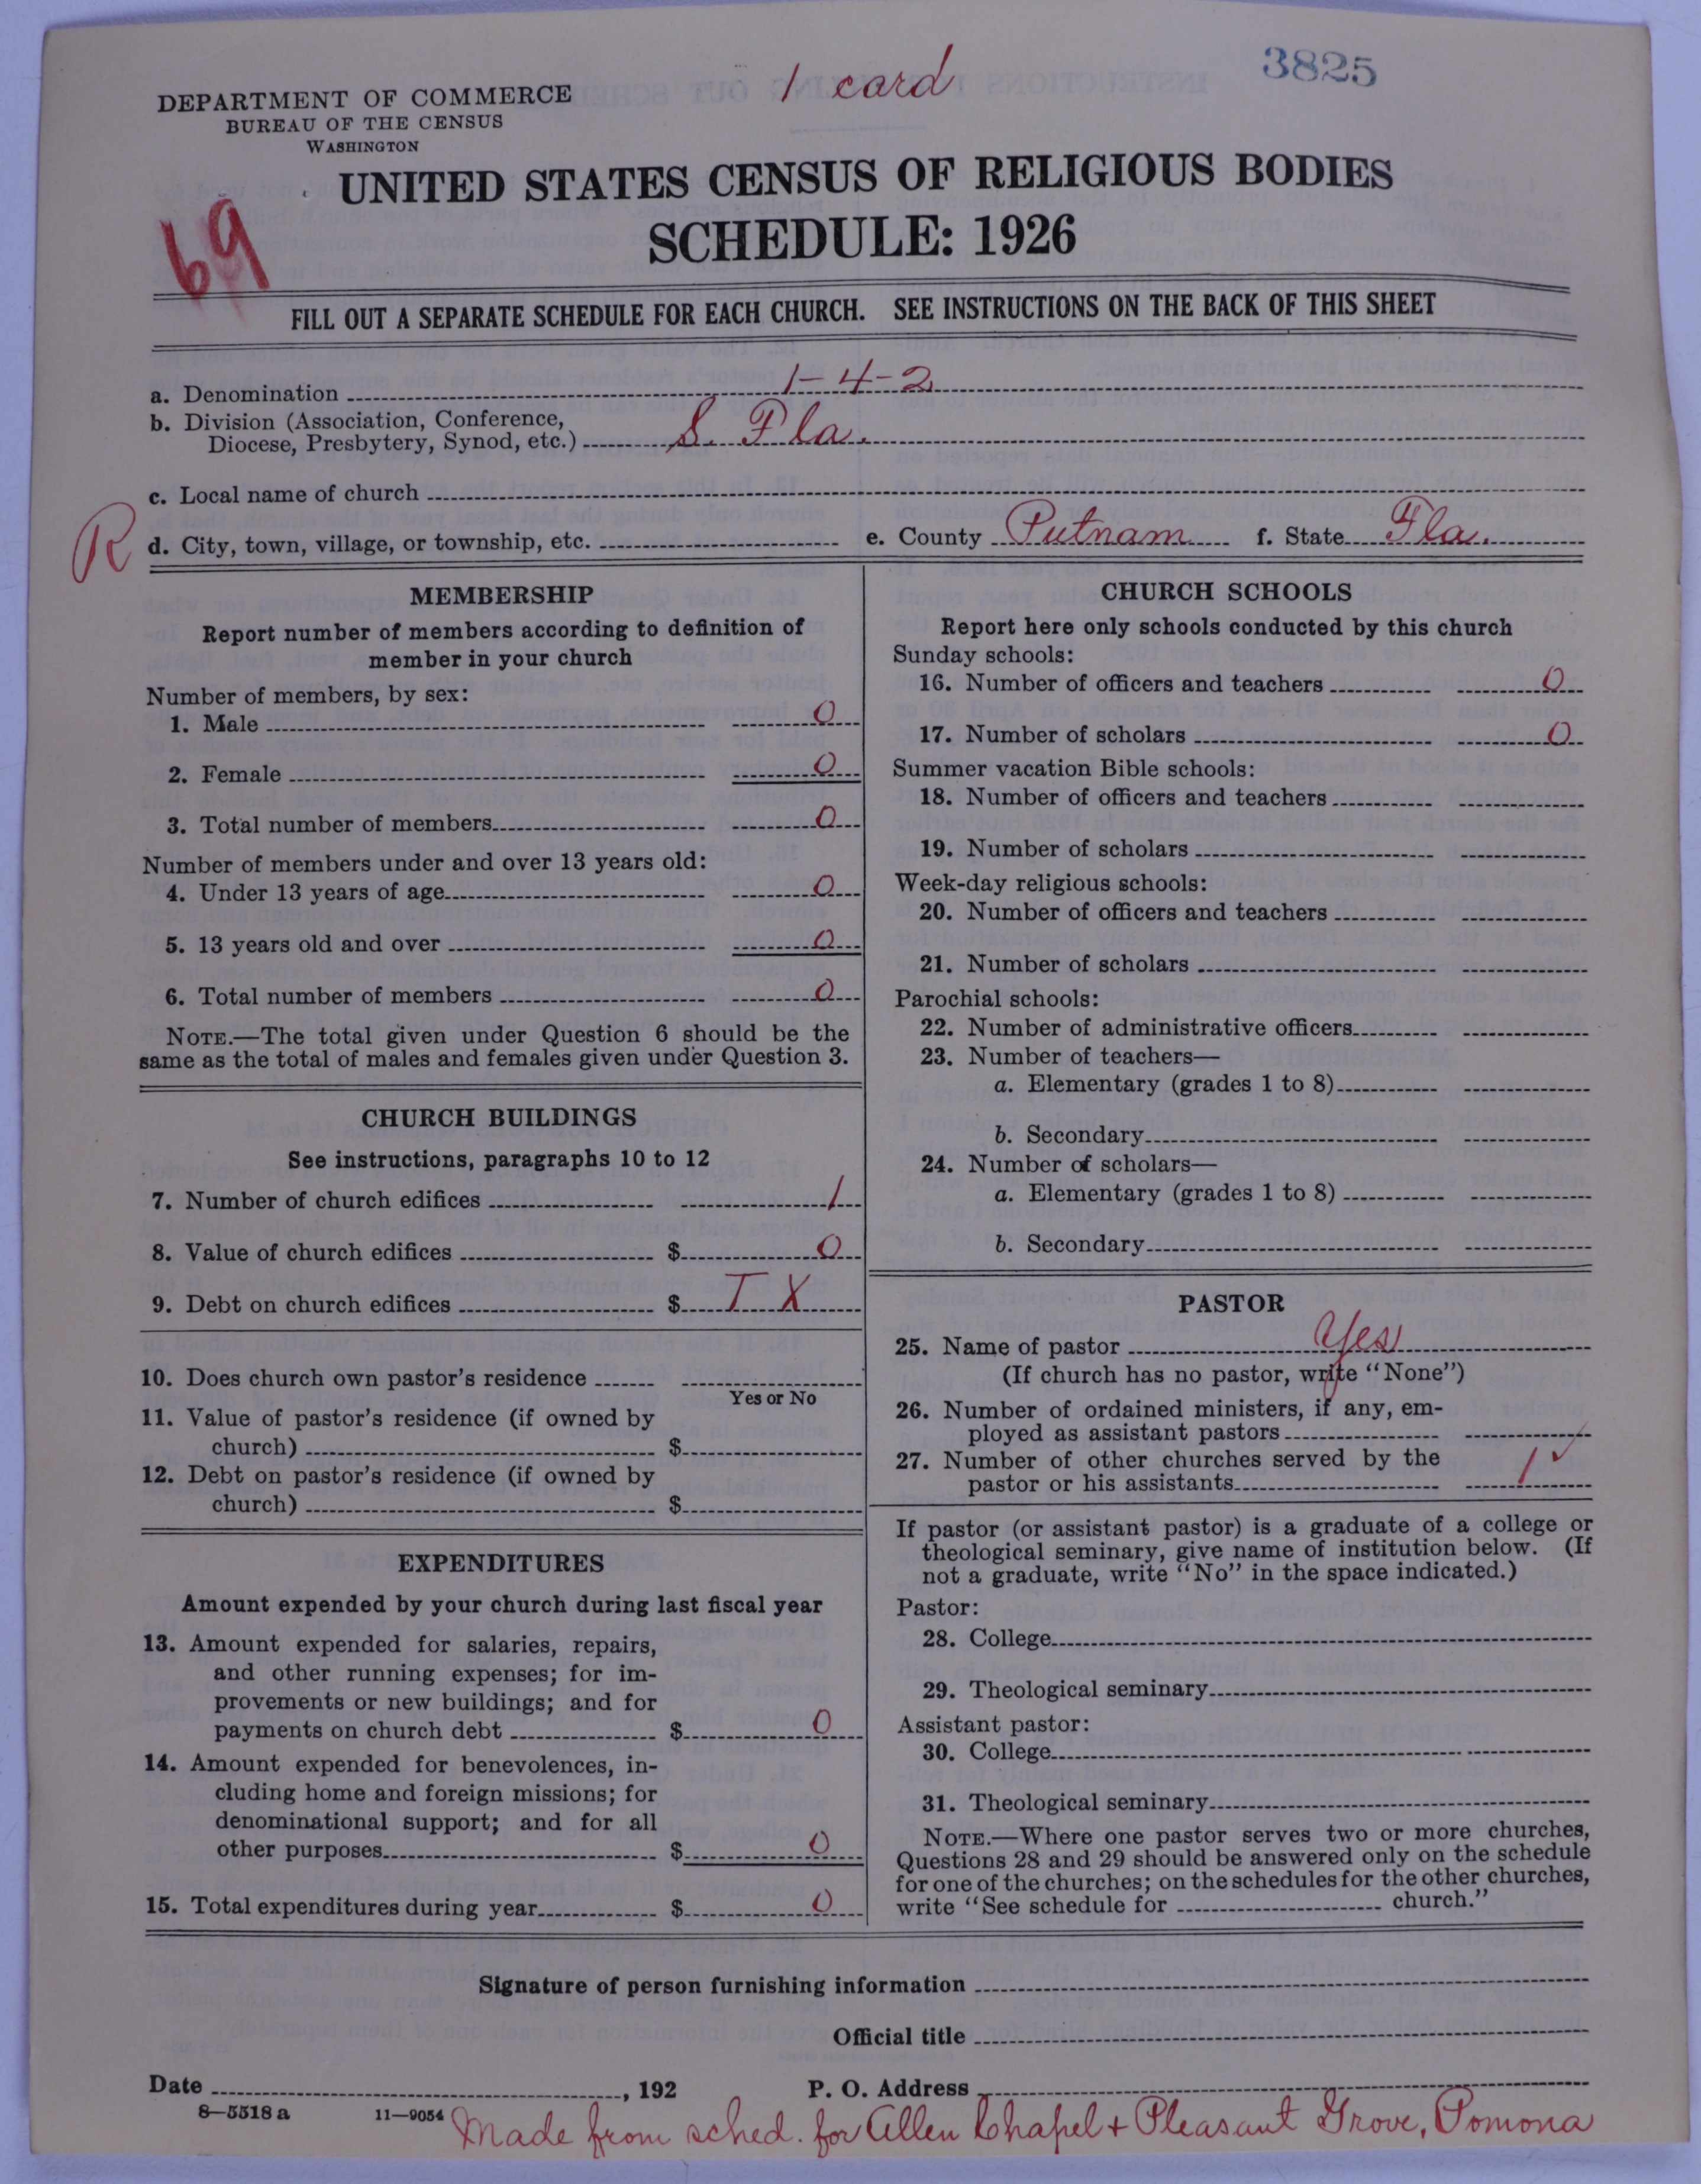 1 card
3825
DEPARTMENT OF COMMERCE
BUREAU OF THE CENSUS
WASHINGTON
UNITED STATES CENSUS OF RELIGIOUS BODIES
SCHEDULE: 1926
69
FILL OUT A SEPARATE SCHEDULE FOR EACH CHURCH. SEE INSTRUCTIONS ON THE BACK OF THIS SHEET
a. Denomination 1-4-2
b. Division (Association, Conference,
Diocese, Presbytery, Synod, etc.) S. Fla.
c. Local name of church
R
d. City, town, village, or township, etc. e. County Putnam f. State Fla.
MEMBERSHIP
Report number of members according to definition of
member in your church
Number of members, by sex:
1. Male 0
2. Female 0
3. Total number of members 0
Number of members under and over 13 years old:
4. Under 13 years of age 0
5. 13 years old and over 0
6. Total number of members 0
NOTE.—The total given under Question 6 should be the
same as the total of males and females given under Question 3.
CHURCH BUILDINGS
See instructions, paragraphs 10 to 12
7. Number of church edifices 1
8. Value of church edifices $ 0
9. Debt on church edifices $ T X
10. Does church own pastor's residence
Yes or No
11. Value of pastor's residence (if owned by
church) $
12. Debt on pastor's residence (if owned by
church) $
EXPENDITURES
Amount expended by your church during last fiscal year
13. Amount expended for salaries, repairs,
and other running expenses; for im-
provements or new buildings; and for
payments on church debt $ 0
14. Amount expended for benevolences, in-
cluding home and foreign missions; for
denominational support; and for all
other purposes $ 0
15. Total expenditures during year $ 0
CHURCH SCHOOLS
Report here only schools conducted by this church
Sunday schools:
16. Number of officers and teachers 0
17. Number of scholars 0
Summer vacation Bible schools:
18. Number of officers and teachers
19. Number of scholars
Week-day religious schools:
20. Number of officers and teachers
21. Number of scholars
Parochial schools:
22. Number of administrative officers
23. Number of teachers—
a. Elementary (grades 1 to 8)
b. Secondary
24. Number of scholars—
a. Elementary (grades 1 to 8)
b. Secondary
PASTOR
25. Name of pastor Yes
(If church has no pastor, write "None")
26. Number of ordained ministers, if any, em-
ployed as assistant pastors
27. Number of other churches served by the
pastor or his assistants 1 ✓
If pastor (or assistant pastor) is a graduate of a college or
theological seminary, give name of institution below. (If
not a graduate, write "No" in the space indicated.)
Pastor:
28. College
29. Theological seminary
Assistant pastor:
30. College
31. Theological seminary
NOTE.—Where one pastor serves two or more churches,
Questions 28 and 29 should be answered only on the schedule
for one of the churches; on the schedules for the other churches,
write "See schedule for church."
Signature of person furnishing information
Official title
Date , 192 P. O. Address
8—5518 a 11—9054
Made from sched. for Allen Chapel + Pleasant Grove, Pomona